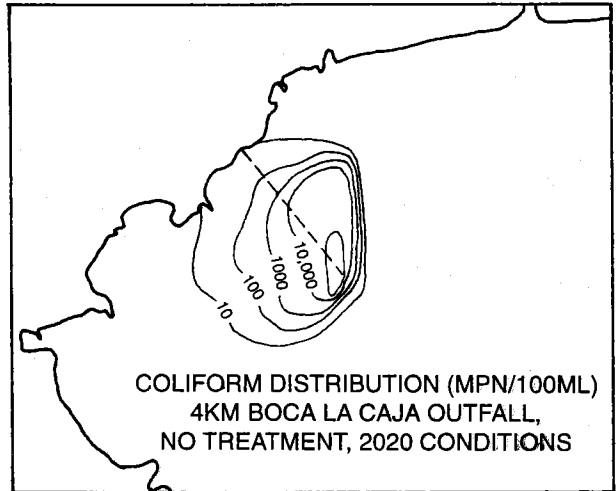 10,000
1000
100
10
COLIFORM DISTRIBUTION (MPN/100ML)
4KM BOCA LA CAJA OUTFALL,
NO TREATMENT, 2020 CONDITIONS